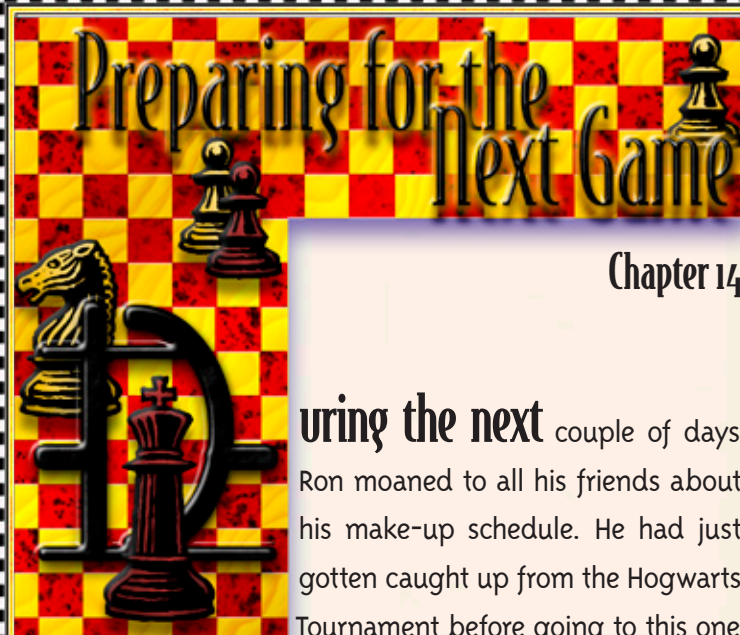 Preparing for the
Next Game
Chapter 14
During the next couple of days
Ron moaned to all his friends about
his make-up schedule. He had just
gotten caught up from the Hogwarts
Tournament before going to this one